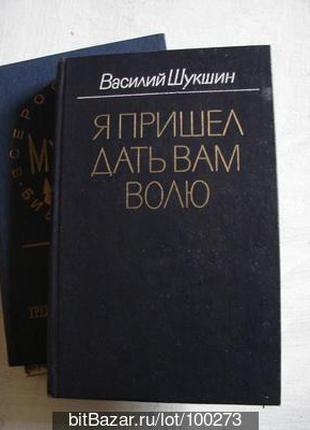 Василий Шукшин
Я ПРИШЕЛ
ДАТЬ ВАМ
ВОЛЮ
bitBazar.ru/lot/100273